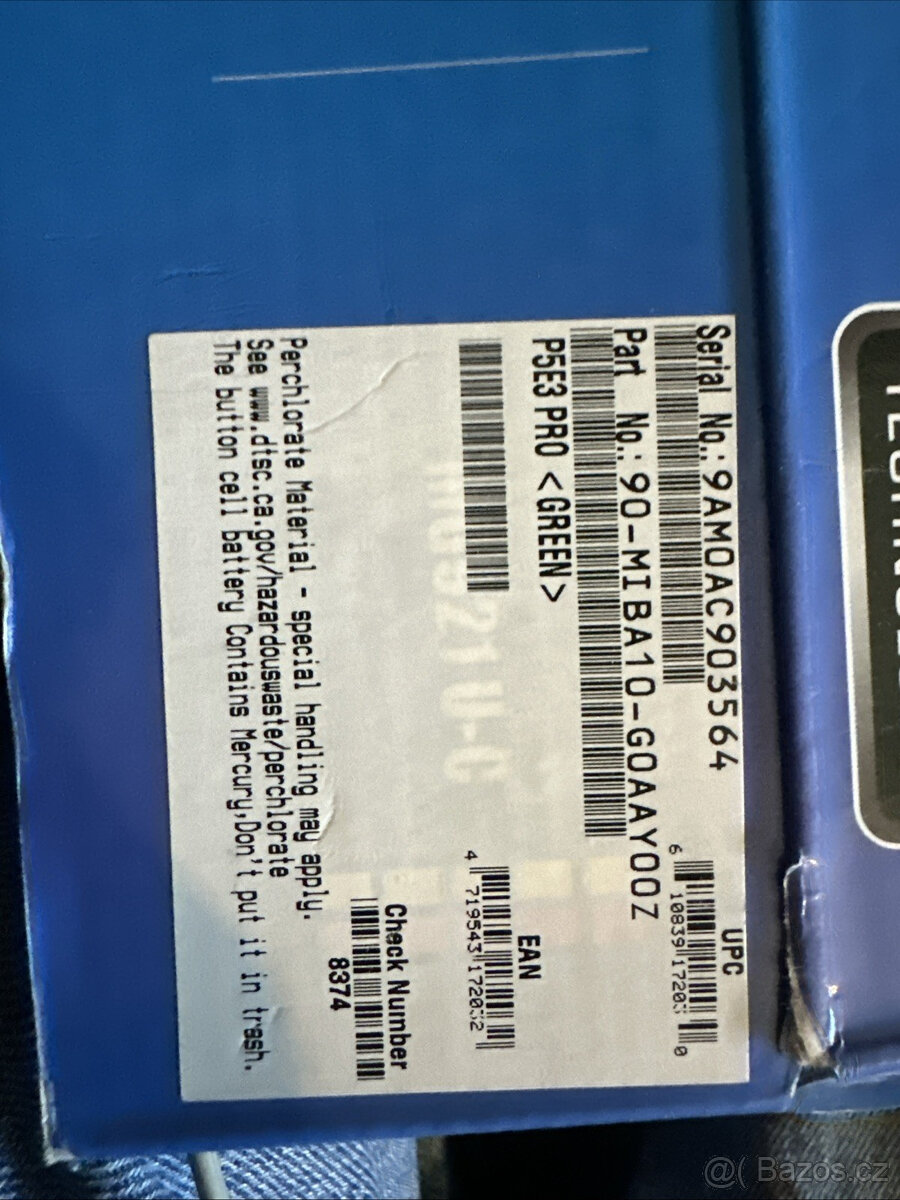 Serial No.:9AM0AC903564
UPC
6 10839 17203 0
Part No.:90-MIBA10-G0AAY00Z
P5E3 PRO <GREEN>
EAN
4 719543 172032
Check Number
8374
Perchlorate Material - special handling may apply.
See www.dtsc.ca.gov/hazardouswaste/perchlorate
The button cell battery Contains Mercury,Don't put it in trash.
@( Bazos.cz